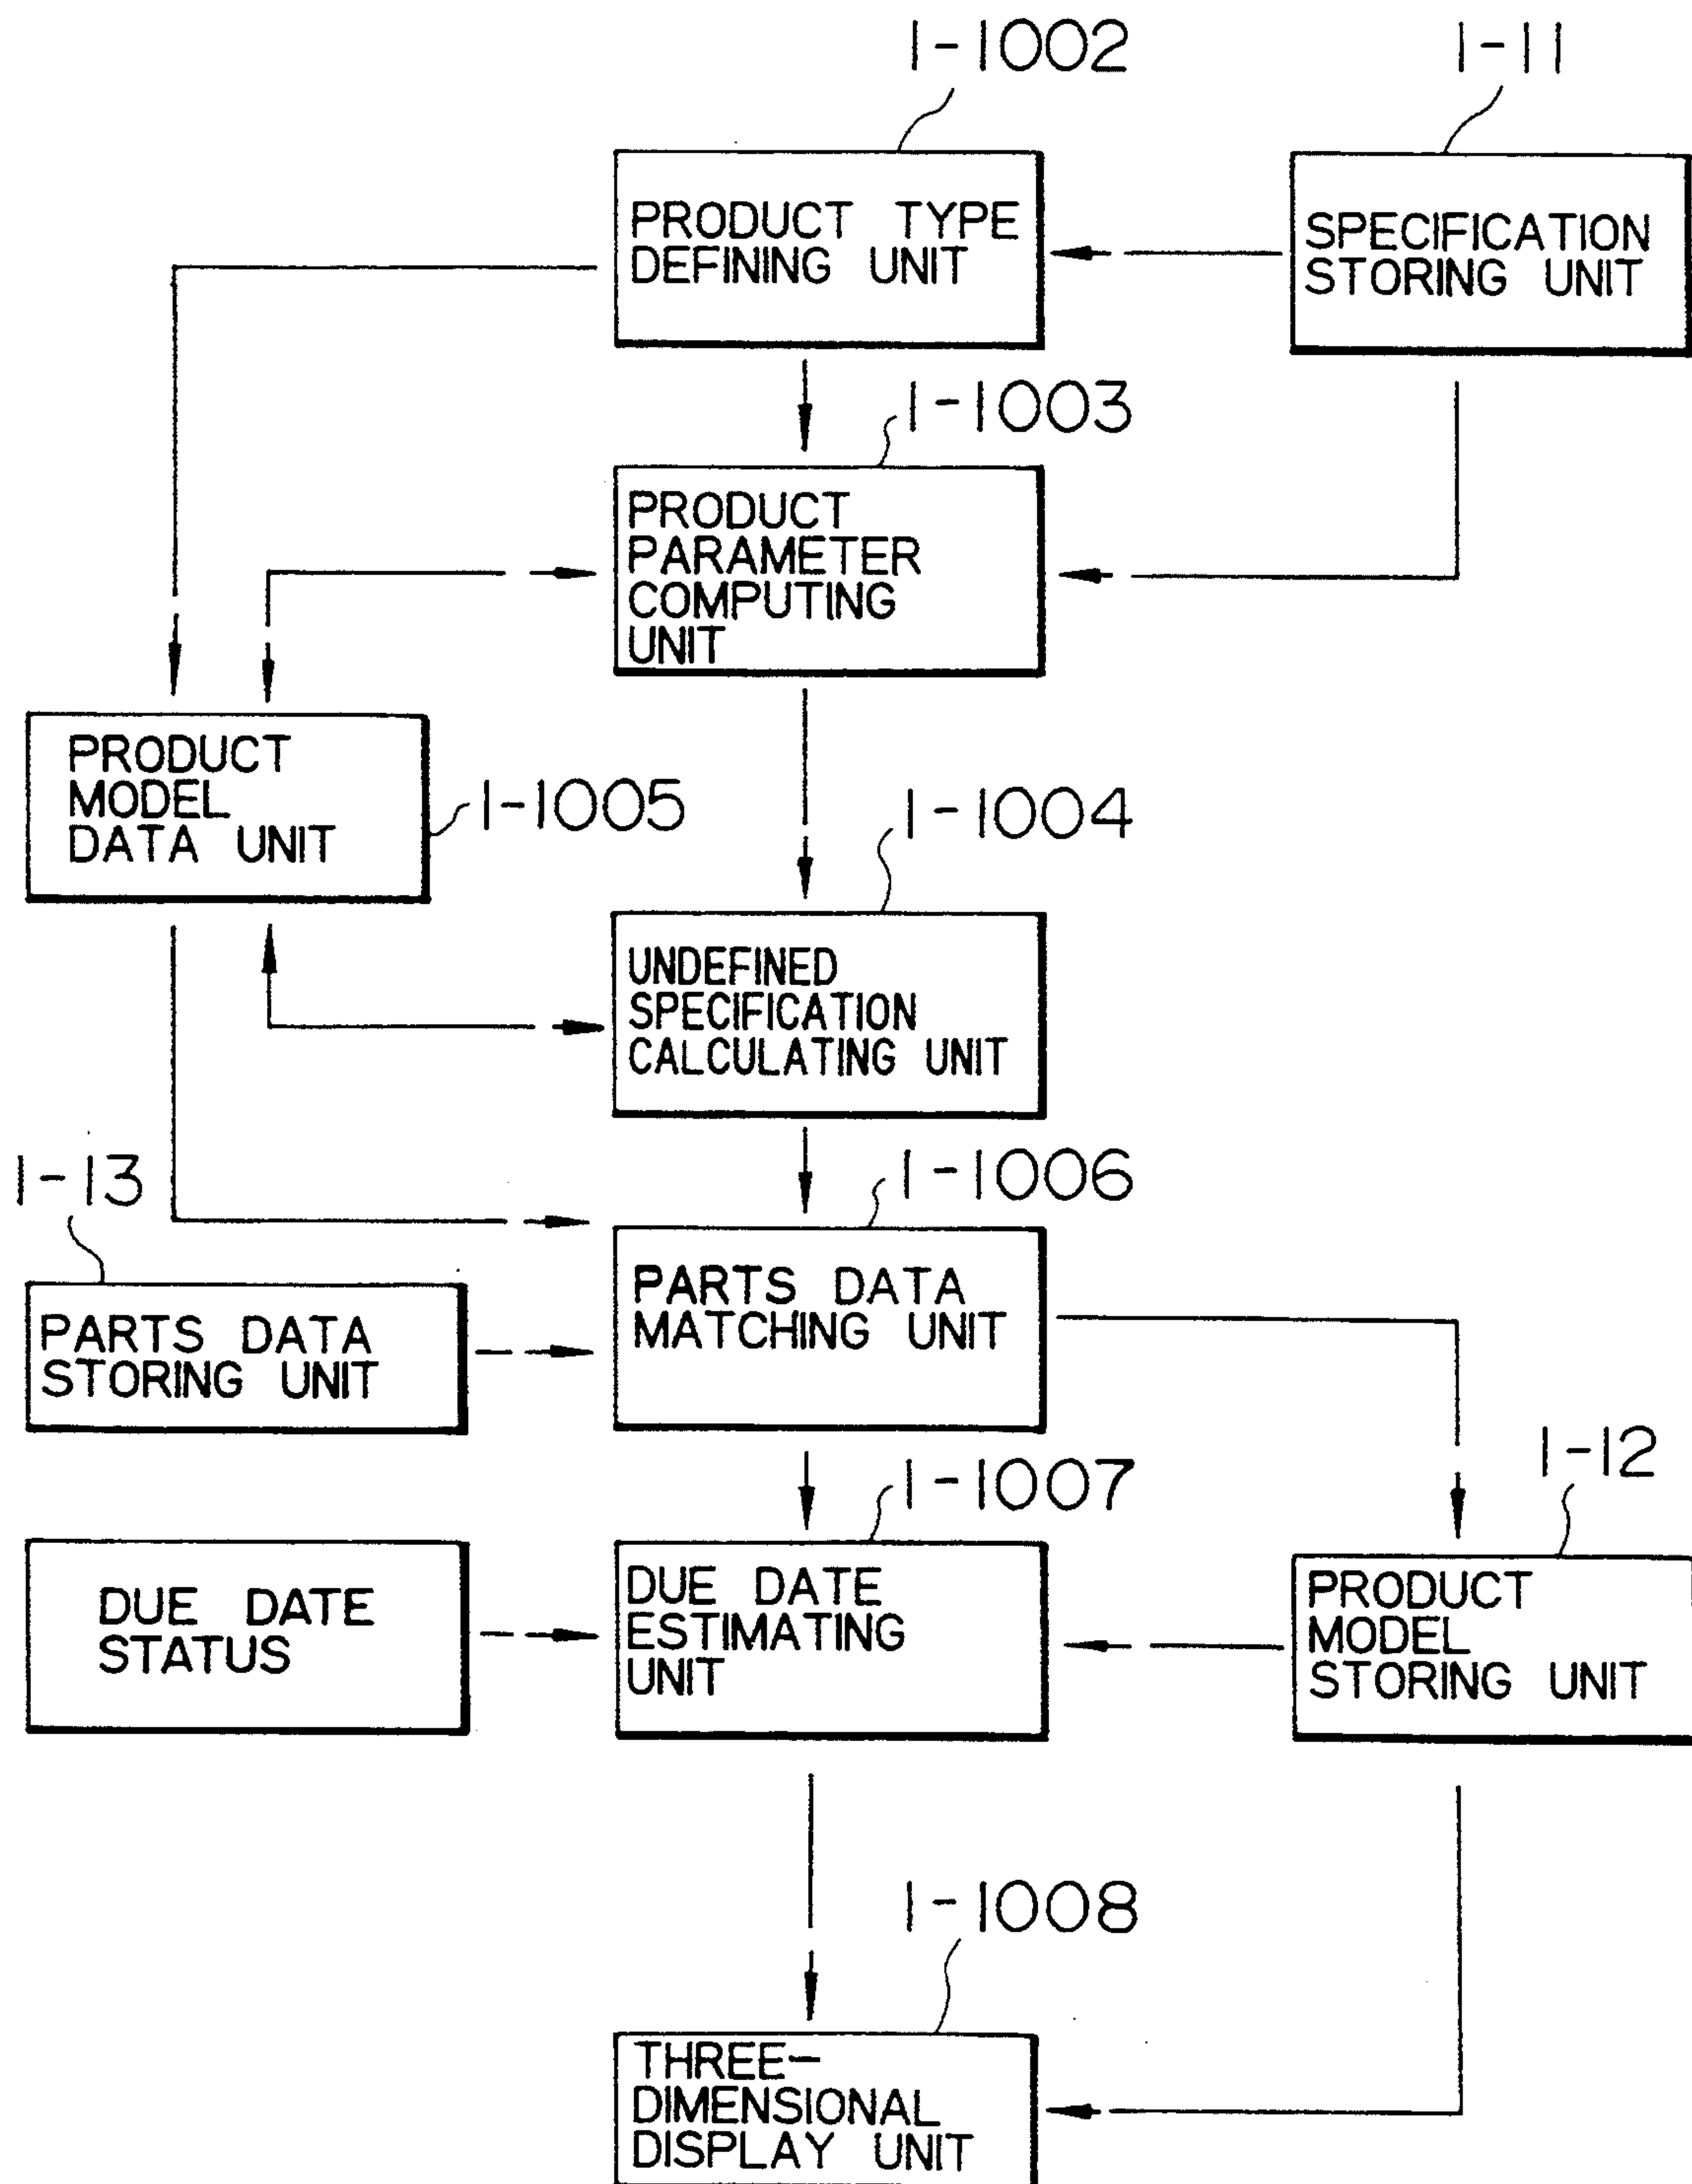 1-1002
1-11
PRODUCT TYPE
DEFINING UNIT
SPECIFICATION
STORING UNIT
1-1003
PRODUCT
PARAMETER
COMPUTING
UNIT
PRODUCT
MODEL
DATA UNIT
1-1005
1-1004
UNDEFINED
SPECIFICATION
CALCULATING UNIT
1-13
1-1006
PARTS DATA
STORING UNIT
PARTS DATA
MATCHING UNIT
1-1007
1-12
DUE DATE
STATUS
DUE DATE
ESTIMATING
UNIT
PRODUCT
MODEL
STORING UNIT
1-1008
THREE-
DIMENSIONAL
DISPLAY UNIT